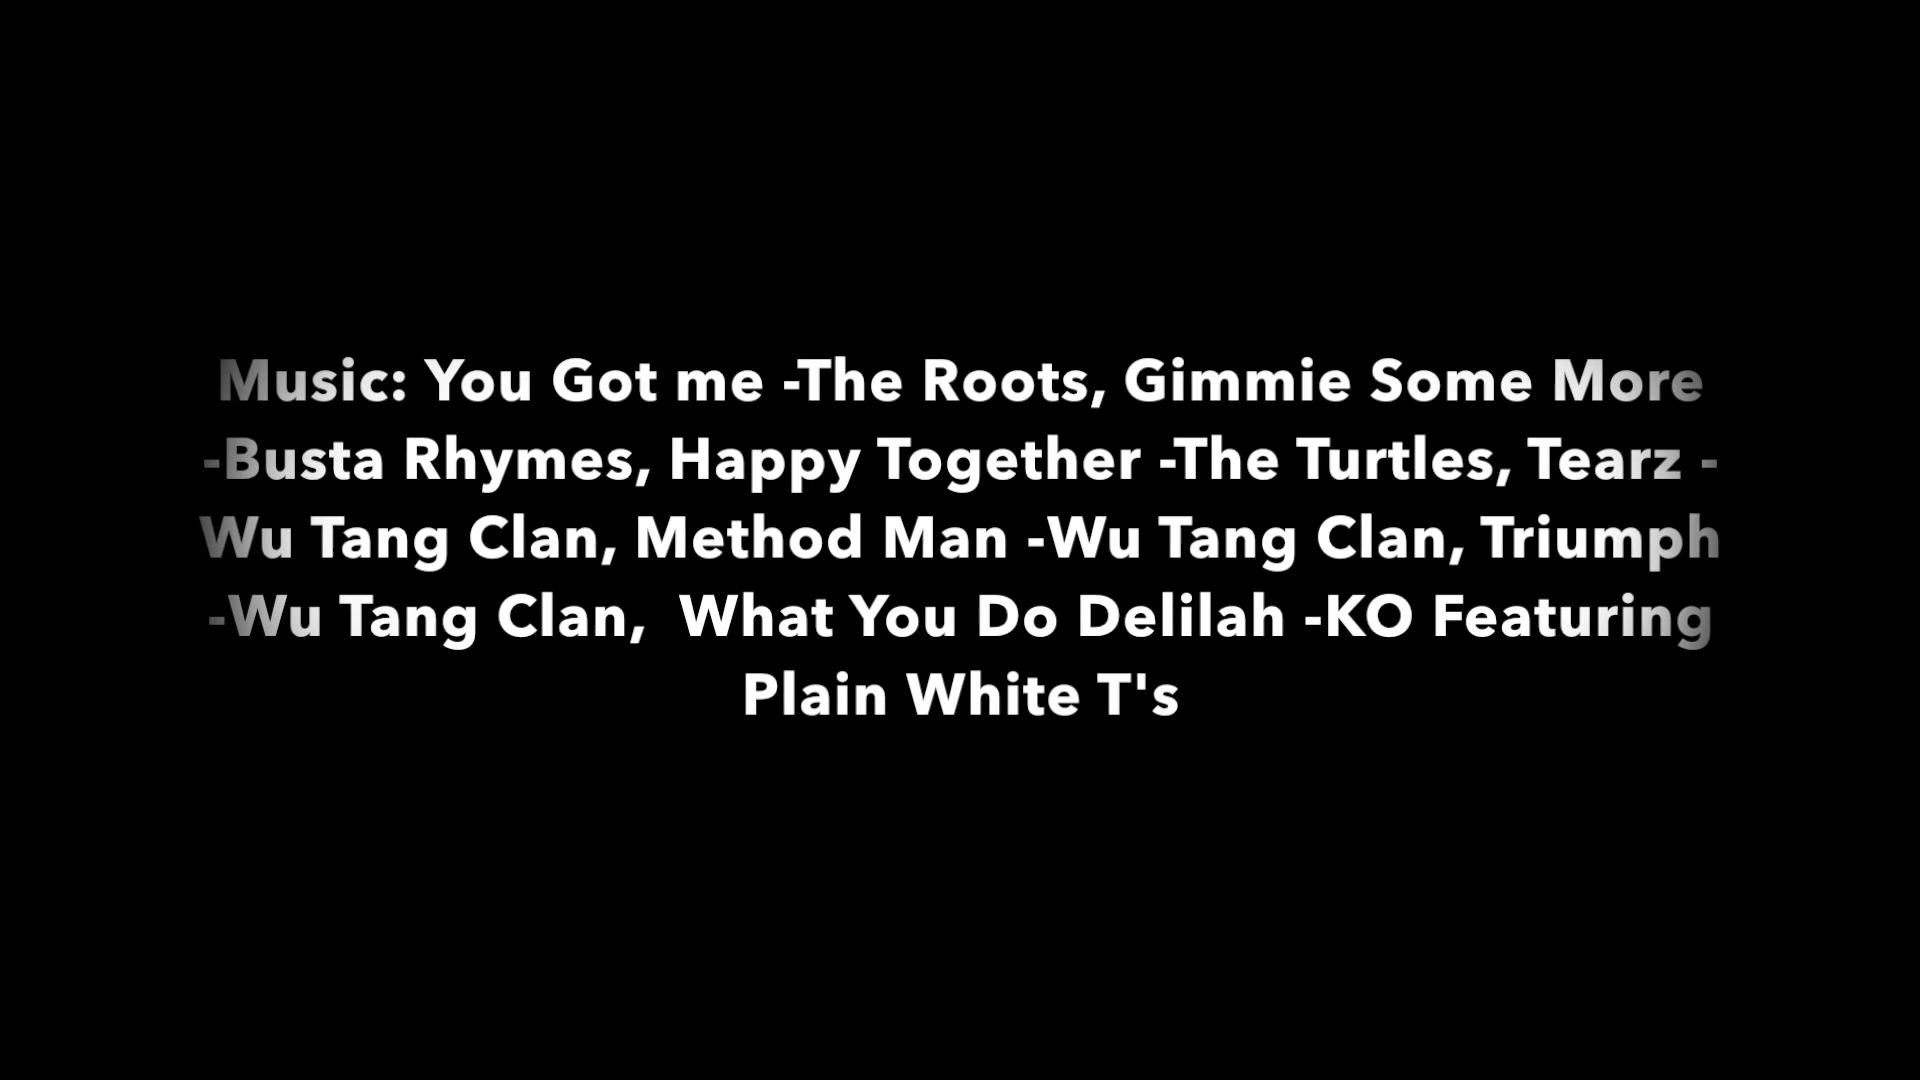 Music: You Got me -The Roots, Gimmie Some More
-Busta Rhymes, Happy Together -The Turtles, Tearz -
Wu Tang Clan, Method Man -Wu Tang Clan, Triumph
-Wu Tang Clan,  What You Do Delilah -KO Featuring
Plain White T's